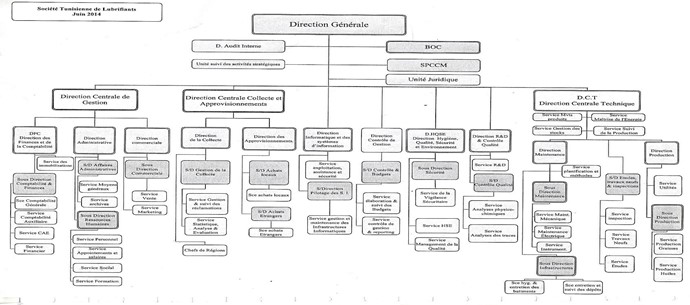 Société Tunisienne de Lubrifiants
Juin 2014
Direction Générale
D. Audit Interne
BOC
Unité suivi des activités stratégiques
SPCCM
Unité Juridique
Direction Centrale de
Gestion
Direction Centrale Collecte et
Approvisionnements
D.C.T
Direction Centrale Technique
Service Mvts
produits
Service
Maîtrise de l'Energie
Service Gestion des
stocks
Service Suivi
de la Production
DFC
Direction des
Finances et de
la Comptabilité
Direction
Administrative
Direction
commerciale
Direction
de la Collecte
Direction des
Approvisionnements
Direction
Informatique et des
systèmes
d'information
Direction
Contrôle de
Gestion
D.HQSE
Direction Hygiène,
Qualité, Sécurité
et Environnement
Direction R&D
& Contrôle
Qualité
Direction
Maintenance
Service
planification et
méthodes
Direction
Production
Service des
immobilisations
S/D Affaires
Administratives
Sous Direction
Commerciale
S/D Gestion de la
Collecte
S/D Achats
locaux
Service
exploitation,
assistance et
sécurité
S/D Contrôle &
Budgets
Sous Direction
Sécurité
Service R&D
S/D Etudes,
travaux neufs
& inspections
Sous Direction
Comptabilité &
Finances
Service Moyens
généraux
Service
Vente
Service Gestion
& suivi des
réclamations
Sce achats locaux
S/Direction
Pilotage des S. I.
Service
élaboration &
suivi des
Budgets
Service de la
Vigilance
Sécuritaire
S/D
Contrôle Qualité
Sous
Direction
Maintenance
Service
Utilités
Sce Comptabilité
Générale
Service
archives
Service
Marketing
Service
Statistique,
Analyse &
Evaluation
S/D Achats
Etrangers
Service gestion et
maintenance des
infrastructures
Informatiques
Service
contrôle de
gestion &
reporting
Service HSE
Service
Analyses physico-
chimiques
Service Maint.
Mécanique
Service
inspection
Sous
Direction
Production
Service
Comptabilité
Auxiliaire
Sous Direction
Ressources
Humaines
Chefs de Régions
Sce achats
Etrangers
Service
Management de la
Qualité
Service
Analyses des traces
Service
Maintenance
Electrique
Service
Travaux
Neufs
Service
Production
Graisses
Service CAE
Service Personnel
Service
Instrument
Service
Financier
Service
Appointements et
salaires
Sous Direction
Infrastructures
Service
Études
Service
Production
Huiles
Service Social
Service Formation
Sce hyg. &
entretien des
bâtiments
Sce entretien et
suivi des dépôts